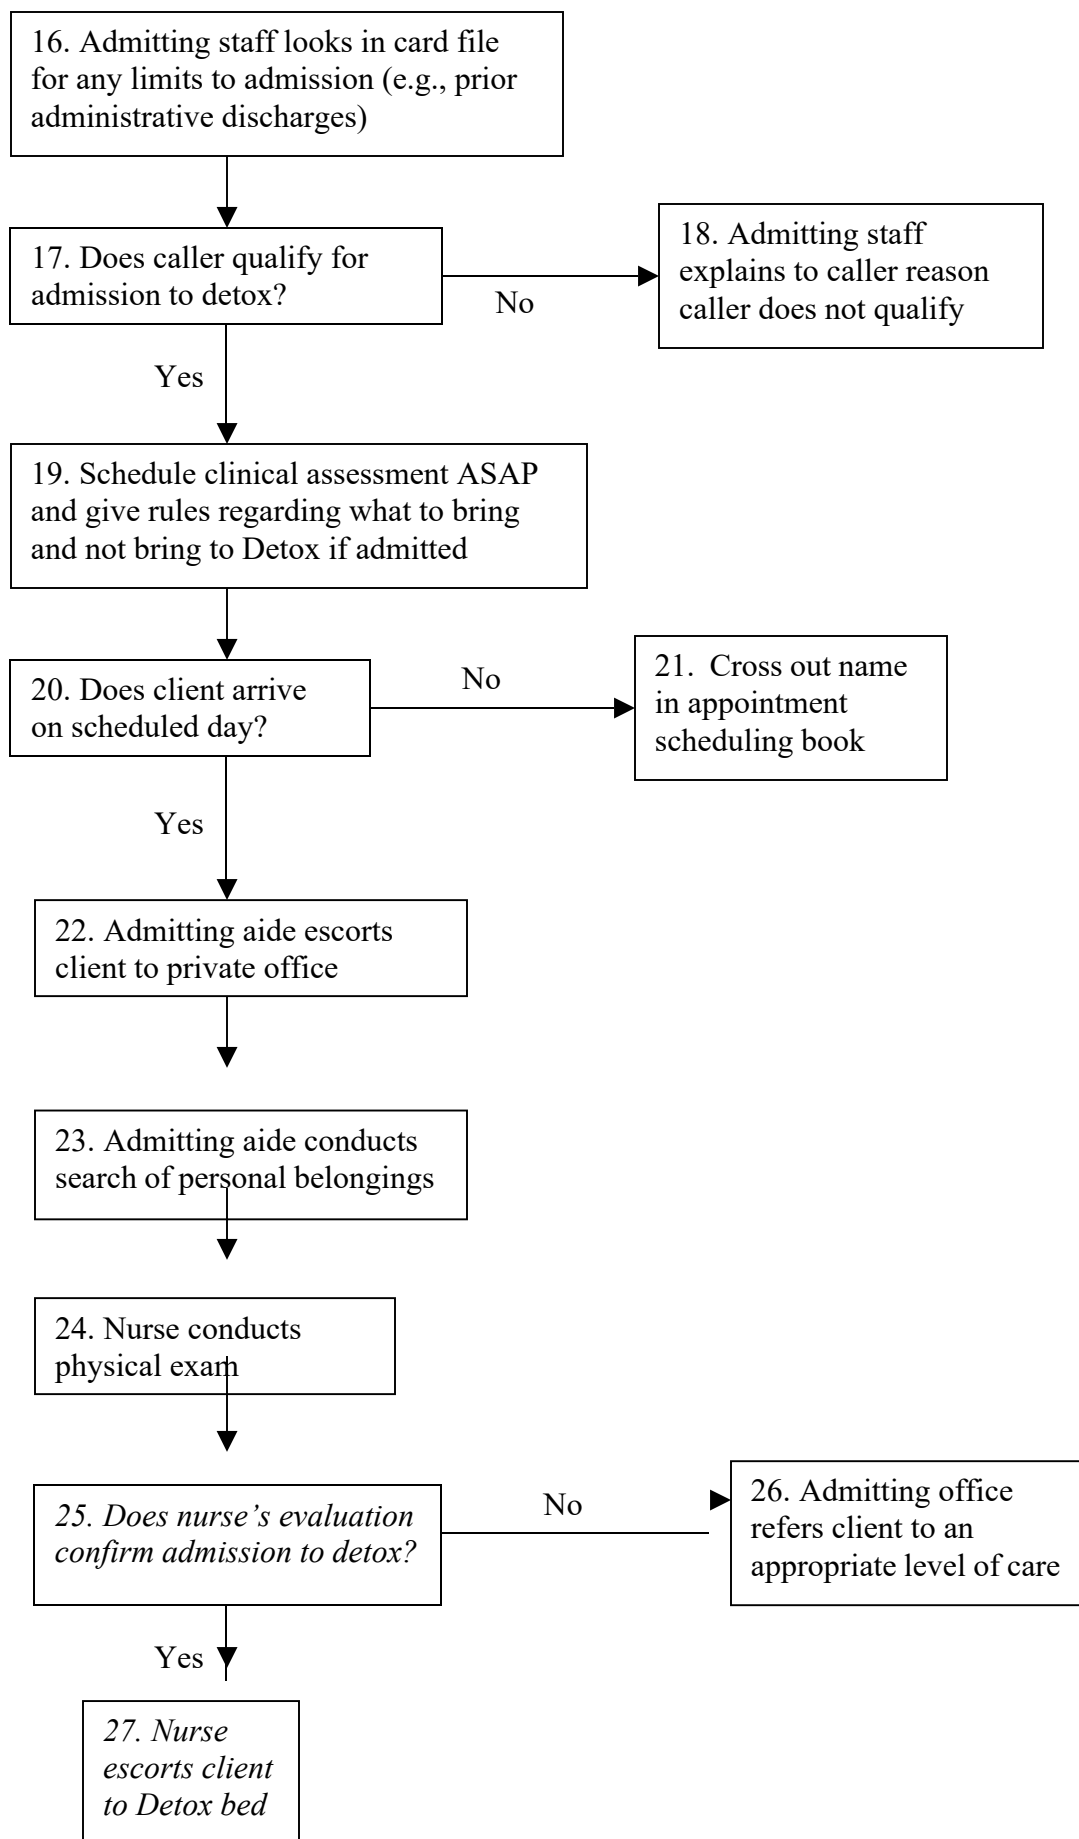 16. Admitting staff looks in card file
for any limits to admission (e.g., prior
administrative discharges)
17. Does caller qualify for
admission to detox?
No
18. Admitting staff
explains to caller reason
caller does not qualify
Yes
19. Schedule clinical assessment ASAP
and give rules regarding what to bring
and not bring to Detox if admitted
20. Does client arrive
on scheduled day?
No
21. Cross out name
in appointment
scheduling book
Yes
22. Admitting aide escorts
client to private office
23. Admitting aide conducts
search of personal belongings
24. Nurse conducts
physical exam
25. Does nurse’s evaluation
confirm admission to detox?
No
26. Admitting office
refers client to an
appropriate level of care
Yes
27. Nurse
escorts client
to Detox bed